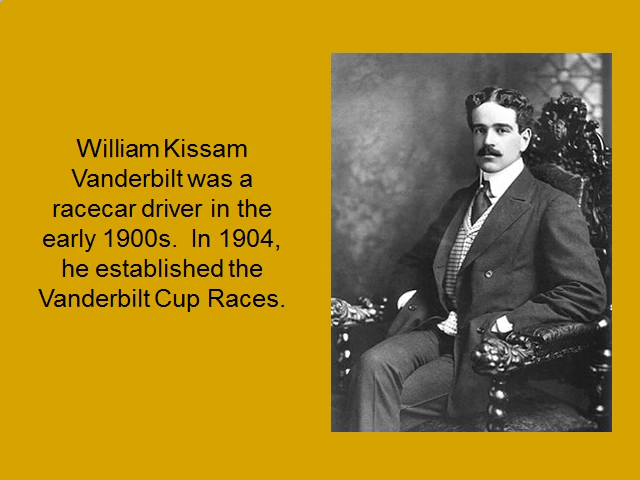 William Kissam
Vanderbilt was a
racecar driver in the
early 1900s.  In 1904,
he established the
Vanderbilt Cup Races.